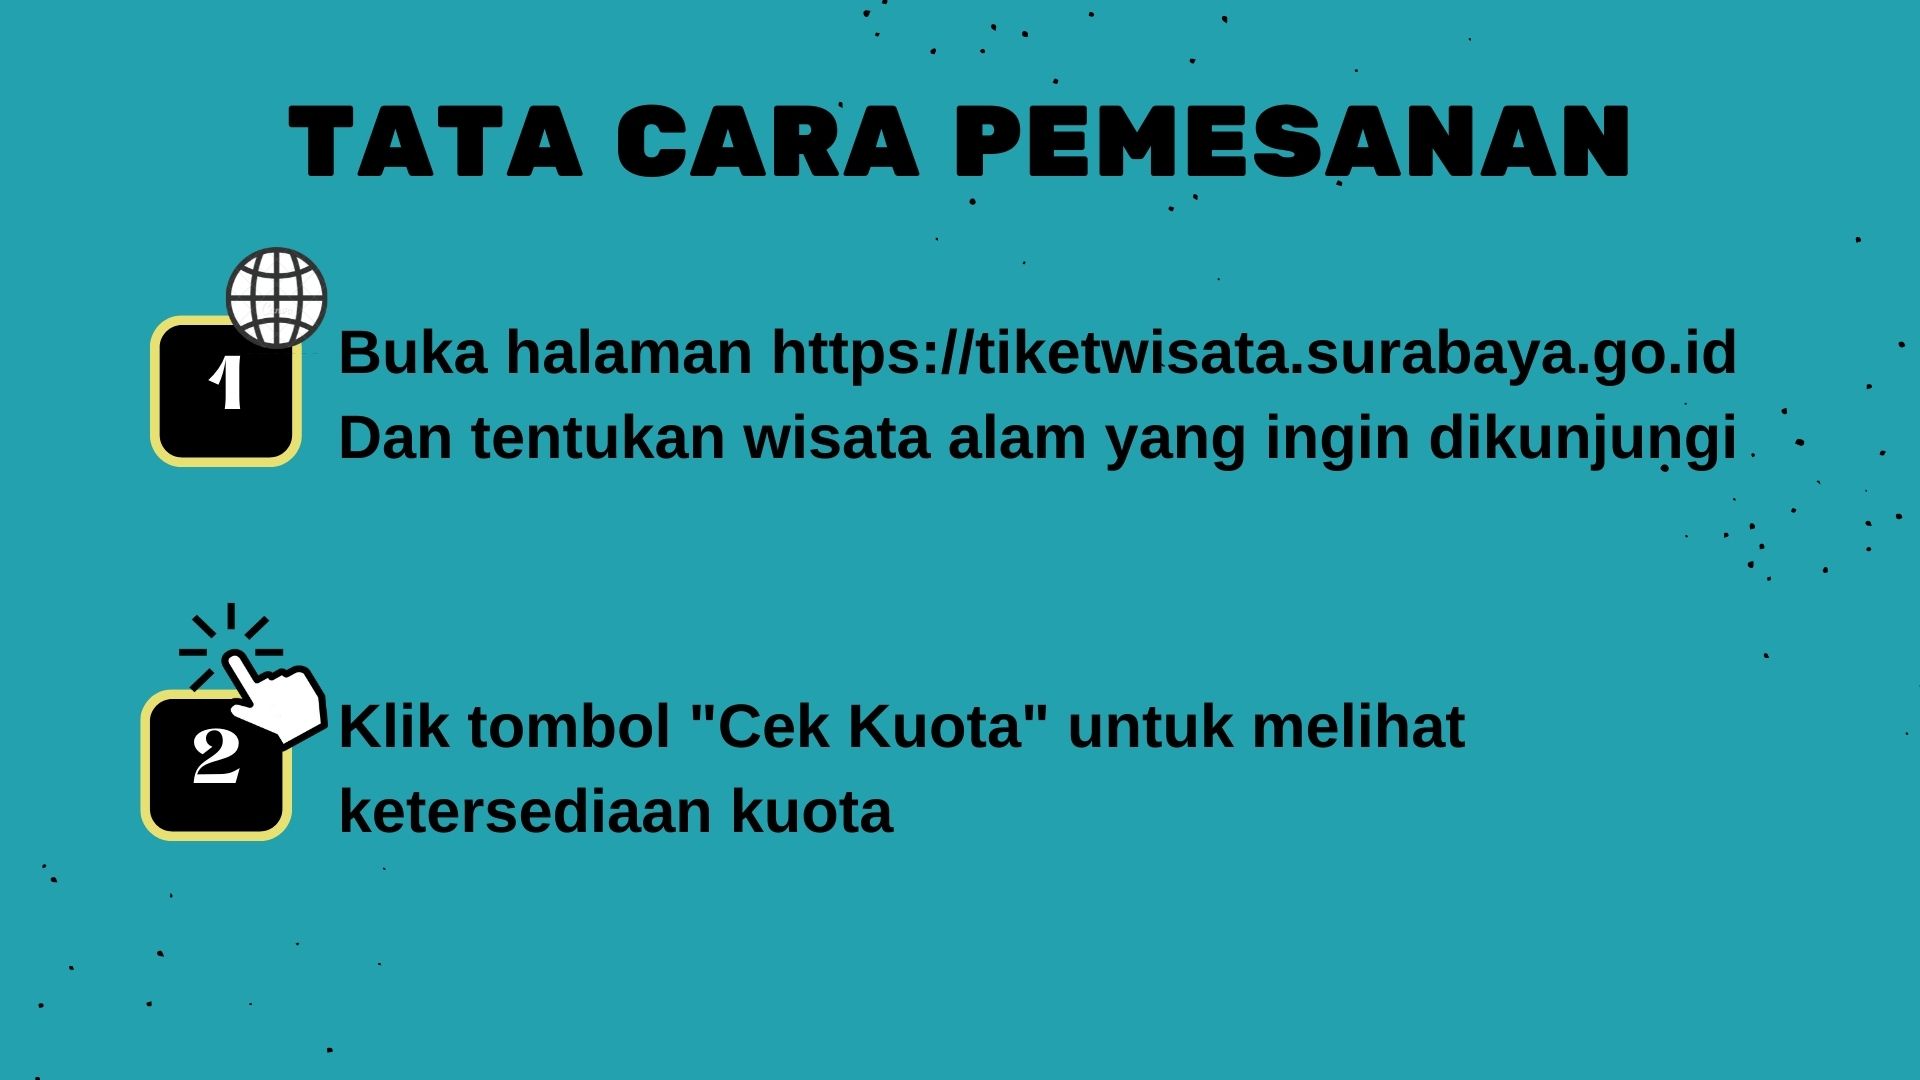 TATA CARA PEMESANAN
1
Buka halaman https://tiketwisata.surabaya.go.id
Dan tentukan wisata alam yang ingin dikunjungi
2
Klik tombol "Cek Kuota" untuk melihat
ketersediaan kuota